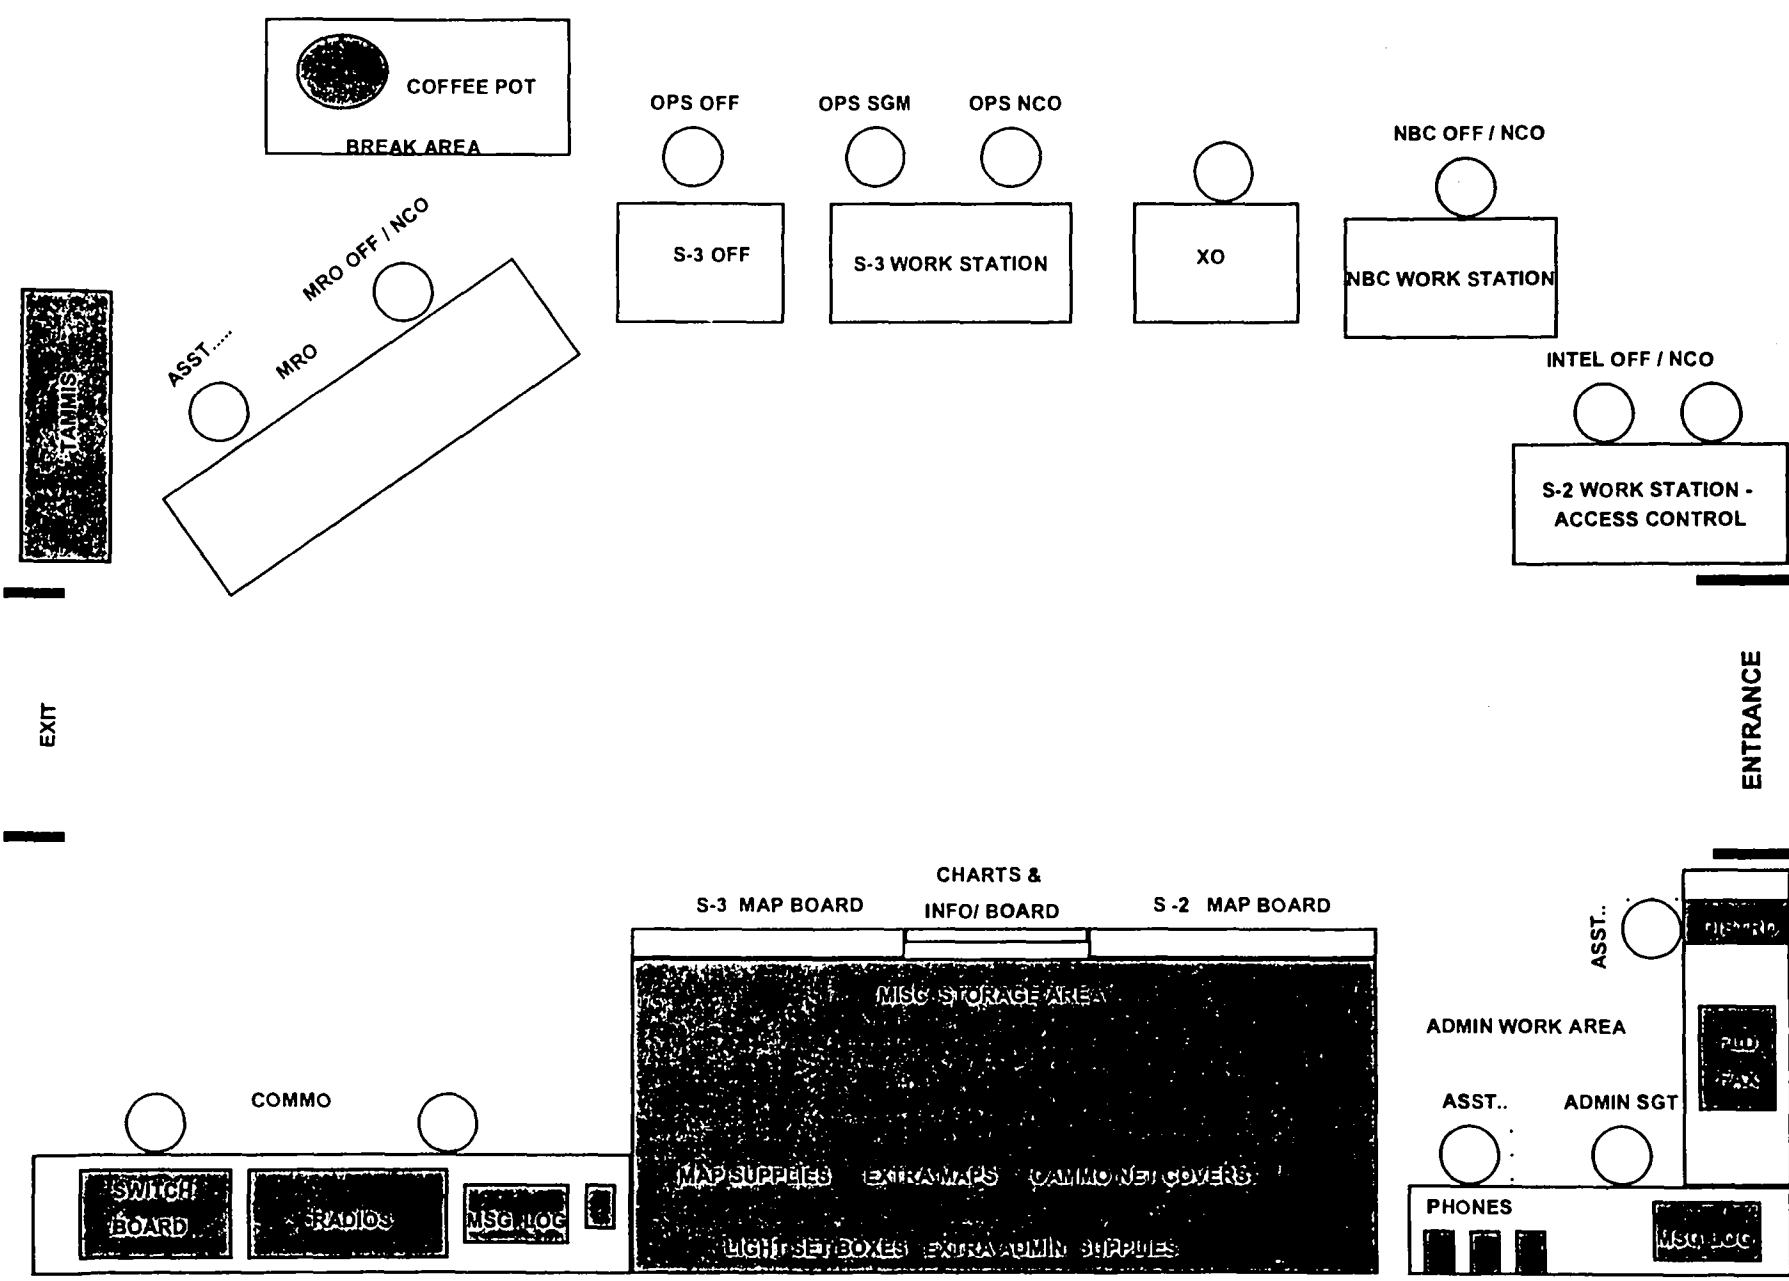 COFFEE POT
BREAK AREA
OPS OFF
OPS SGM
OPS NCO
NBC OFF / NCO
S-3 OFF
S-3 WORK STATION
XO
NBC WORK STATION
MRO OFF / NCO
ASST.....
MRO
TAMMIS
INTEL OFF / NCO
S-2 WORK STATION -
ACCESS CONTROL
EXIT
ENTRANCE
S-3 MAP BOARD
CHARTS &
INFO/ BOARD
S -2 MAP BOARD
ASST..
DISTRO
MISC STORAGE AREA
ADMIN WORK AREA
FAX
COMMO
ASST..
ADMIN SGT
MAP SUPPLIES
EXTRA MAPS
CAMMO NET COVERS
SWITCH
BOARD
RADIOS
MSG LOG
PHONES
MSG LOG
LIGHT SET BOXES
EXTRA ADMIN SUPPLIES